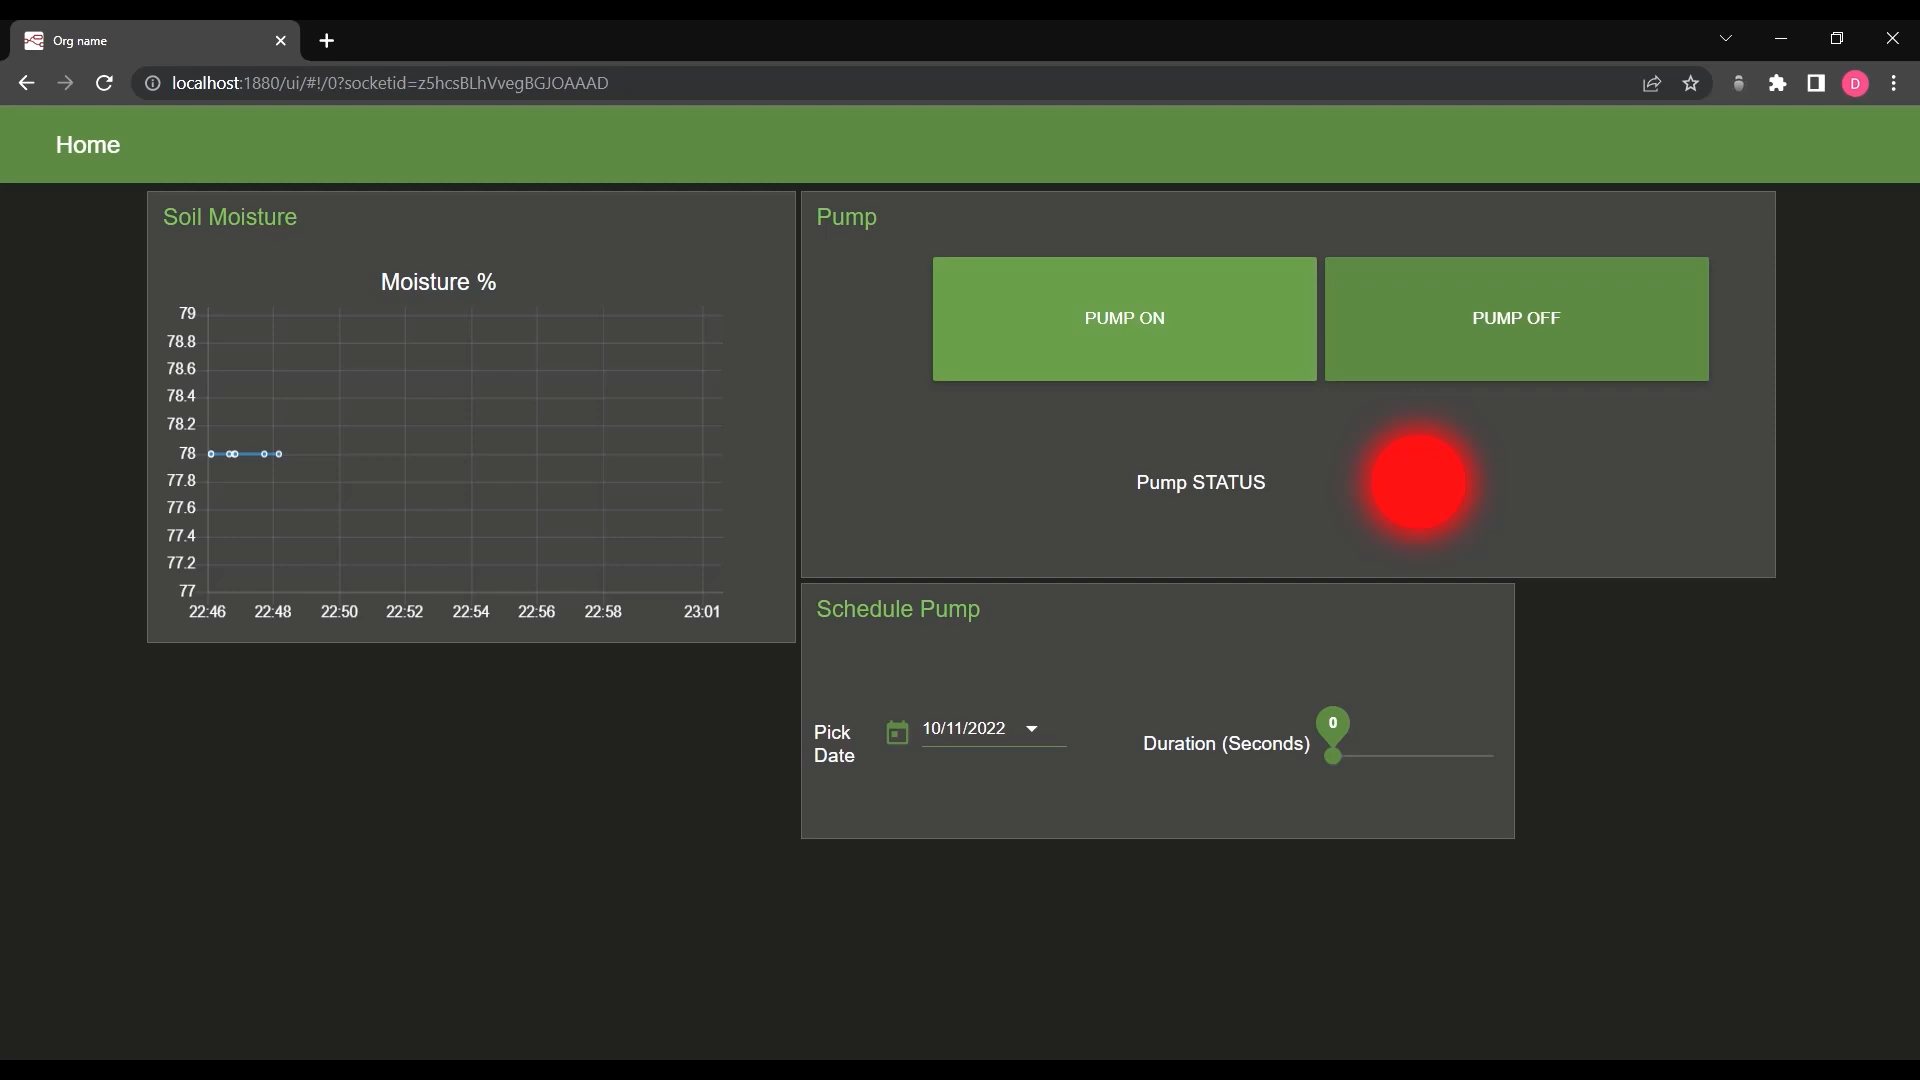 Org name
localhost:1880/ui/#!/0?socketid=z5hcsBLhVvegBGJOAAAD
D
Home
Soil Moisture
Moisture %
79
78.8
78.6
78.4
78.2
78
77.8
77.6
77.4
77.2
77
22:46 22:48 22:50 22:52 22:54 22:56 22:58 23:01
Pump
PUMP ON
PUMP OFF
Pump STATUS
Schedule Pump
Pick
Date
10/11/2022
Duration (Seconds)
0